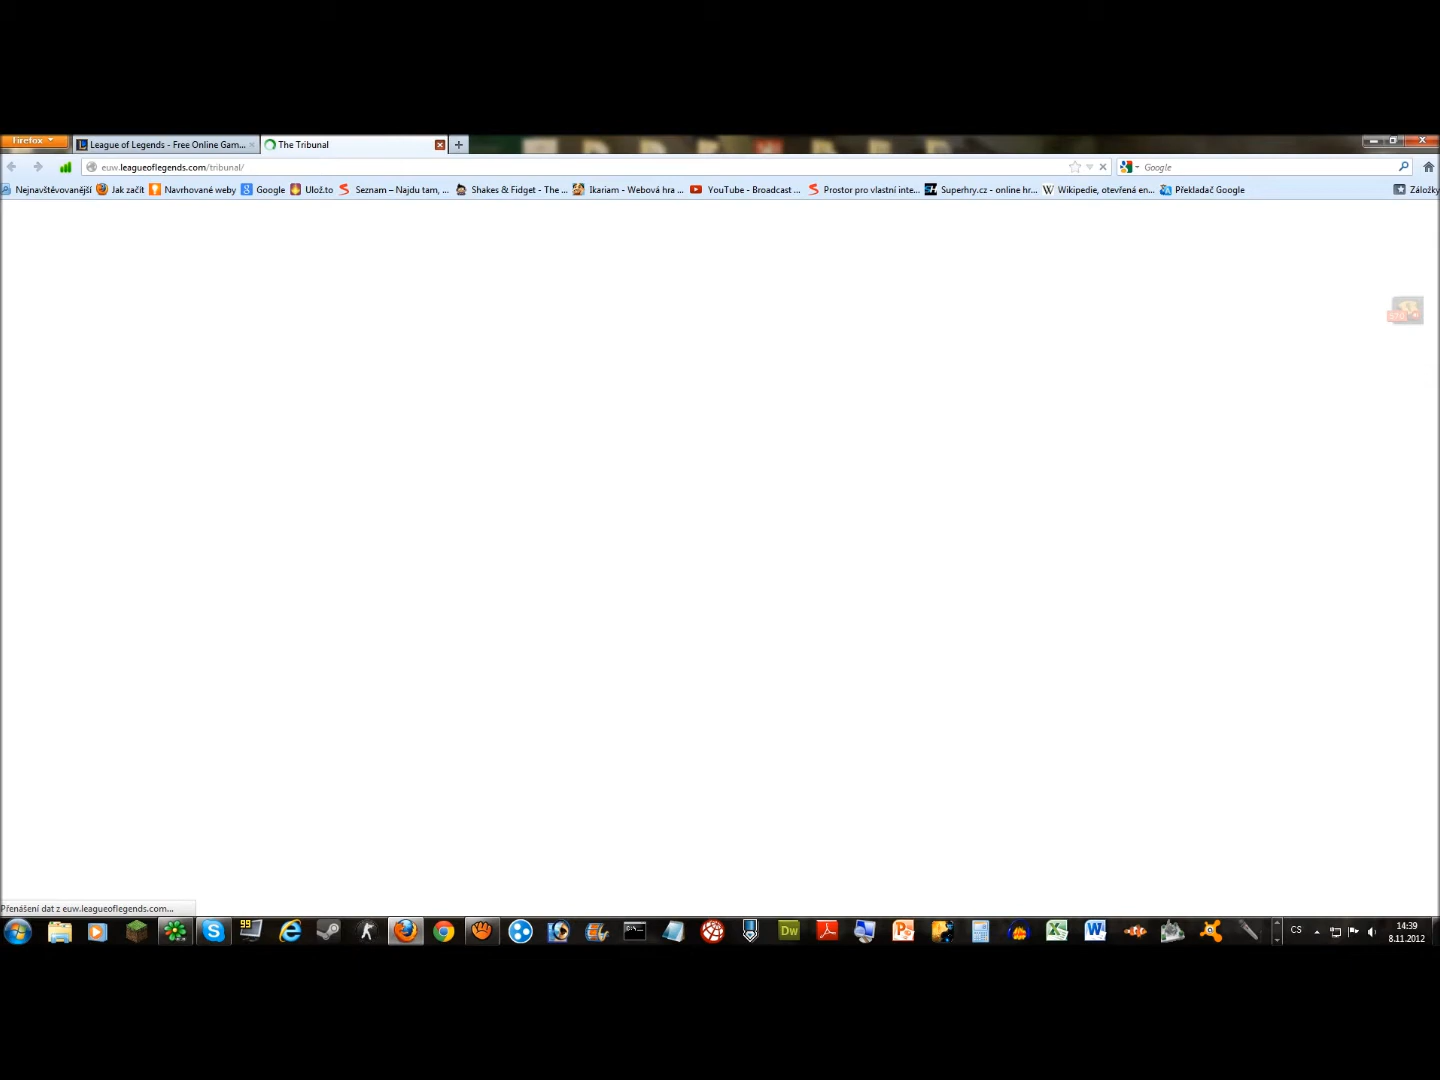 Firefox
League of Legends - Free Online Gam...
The Tribunal
euw.leagueoflegends.com/tribunal/
Google
Nejnavštěvovanější
Jak začít
Navrhované weby
Google
Ulož.to
Seznam – Najdu tam, ...
Shakes & Fidget - The ...
Ikariam - Webová hra ...
YouTube - Broadcast ...
Prostor pro vlastní inte...
Superhry.cz - online hr...
Wikipedie, otevřená en...
Překladač Google
Záložky
Přenášení dat z euw.leagueoflegends.com...
99
Dw
CS
14:39
8.11.2012